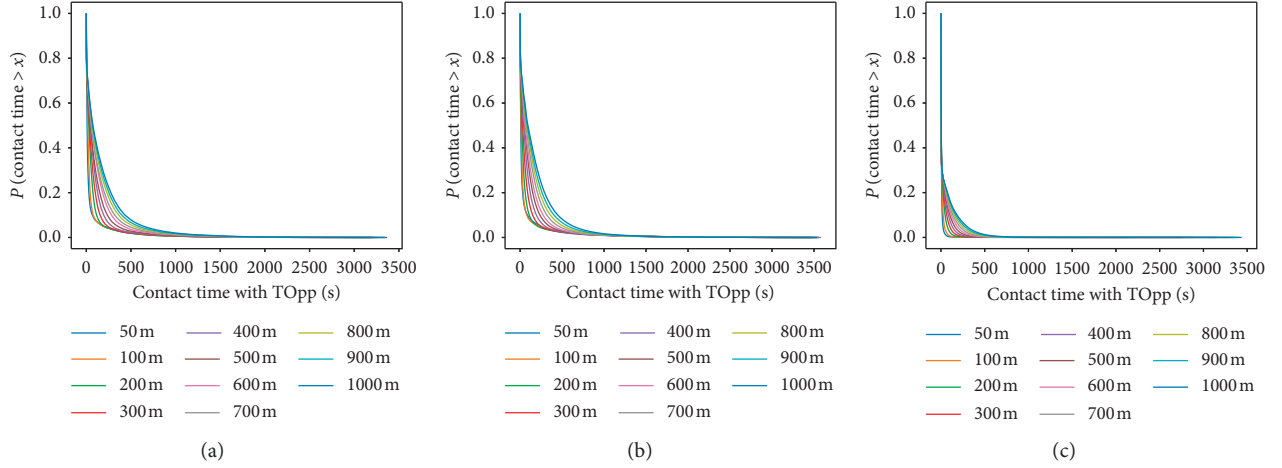 P (contact time > x)
1.0
0.8
0.6
0.4
0.2
0.0
0 500 1000 1500 2000 2500 3000 3500
Contact time with TOpp (s)
50 m 400 m 800 m
100 m 500 m 900 m
200 m 600 m 1000 m
300 m 700 m
(a)
P (contact time > x)
1.0
0.8
0.6
0.4
0.2
0.0
0 500 1000 1500 2000 2500 3000 3500
Contact time with TOpp (s)
50 m 400 m 800 m
100 m 500 m 900 m
200 m 600 m 1000 m
300 m 700 m
(b)
P (contact time > x)
1.0
0.8
0.6
0.4
0.2
0.0
0 500 1000 1500 2000 2500 3000 3500
Contact time with TOpp (s)
50 m 400 m 800 m
100 m 500 m 900 m
200 m 600 m 1000 m
300 m 700 m
(c)